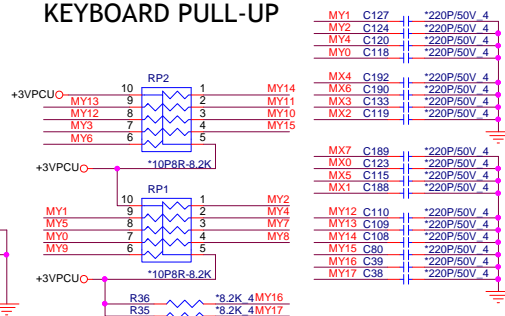 KEYBOARD PULL-UP
MY1 C127 *220P/50V_4
MY2 C124 *220P/50V_4
MY4 C120 *220P/50V_4
MY0 C118 *220P/50V_4
MX4 C192 *220P/50V_4
MX6 C190 *220P/50V_4
MX3 C133 *220P/50V_4
MX2 C119 *220P/50V_4
MX7 C189 *220P/50V_4
MX0 C123 *220P/50V_4
MX5 C115 *220P/50V_4
MX1 C188 *220P/50V_4
MY12 C110 *220P/50V_4
MY13 C109 *220P/50V_4
MY14 C108 *220P/50V_4
MY15 C80 *220P/50V_4
MY16 C39 *220P/50V_4
MY17 C38 *220P/50V_4
RP2
+3VPCU 10 1 MY14
MY13 9 2 MY11
MY12 8 3 MY10
MY3 7 4 MY15
MY6 6 5
+3VPCU *10P8R-8.2K
RP1
10 1 MY2
MY1 9 2 MY4
MY5 8 3 MY7
MY0 7 4 MY8
MY9 6 5
+3VPCU *10P8R-8.2K
R36 *8.2K_4 MY16
R35 *8.2K_4 MY17